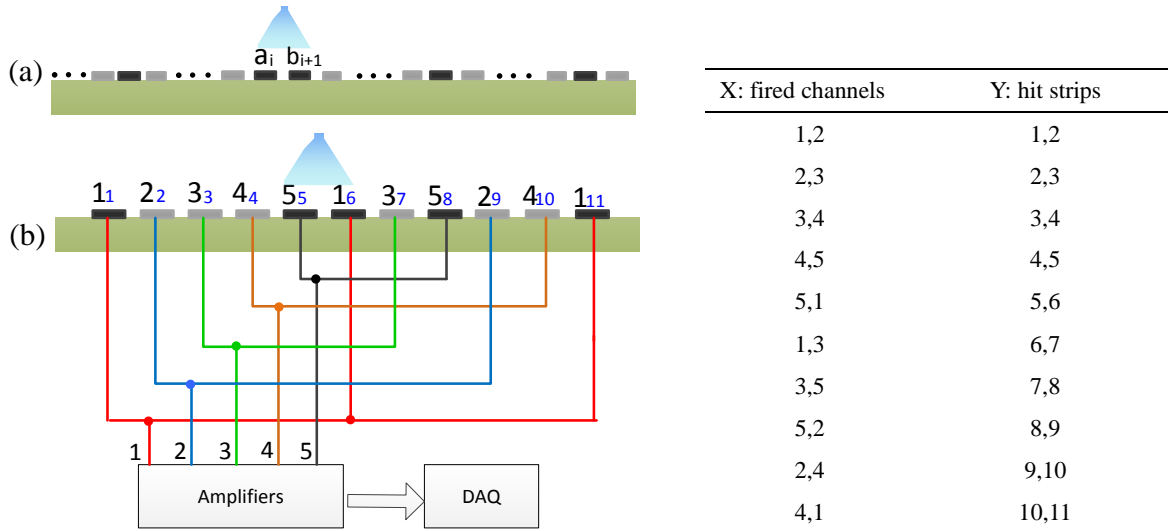 (a)
••• ••• aᵢ bᵢ₊₁ ••• •••
(b)
1₁ 2₂ 3₃ 4₄ 5₅ 1₆ 3₇ 5₈ 2₉ 4₁₀ 1₁₁
1 2 3 4 5
Amplifiers
DAQ
X: fired channels Y: hit strips
1,2 1,2
2,3 2,3
3,4 3,4
4,5 4,5
5,1 5,6
1,3 6,7
3,5 7,8
5,2 8,9
2,4 9,10
4,1 10,11